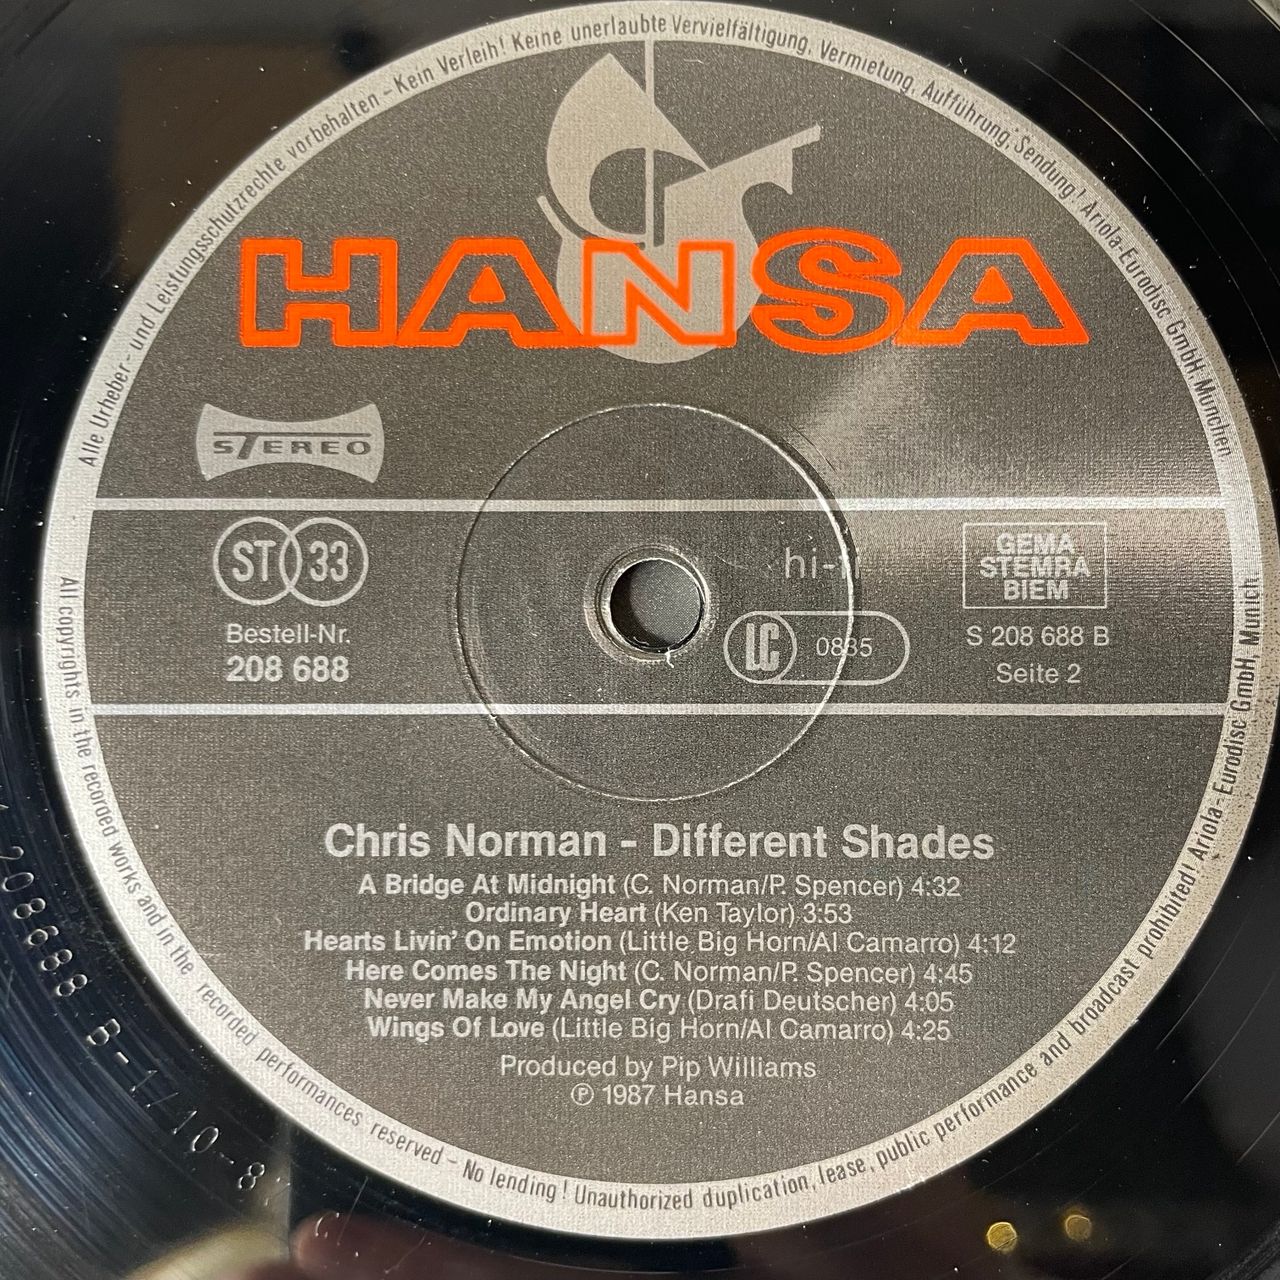 Alle Urheber- und Leistungsschutzrechte vorbehalten - Kein Verleih! Keine unerlaubte Vervielfältigung, Vermietung, Aufführung, Sendung! Ariola-Eurodisc GmbH, München
HANSA
STEREO
ST 33
hi-fi
GEMA
STEMRA
BIEM
Bestell-Nr.
208 688
LC 0835
S 208 688 B
Seite 2
Chris Norman - Different Shades
A Bridge At Midnight (C. Norman/P. Spencer) 4:32
Ordinary Heart (Ken Taylor) 3:53
Hearts Livin' On Emotion (Little Big Horn/Al Camarro) 4:12
Here Comes The Night (C. Norman/P. Spencer) 4:45
Never Make My Angel Cry (Drafi Deutscher) 4:05
Wings Of Love (Little Big Horn/Al Camarro) 4:25
Produced by Pip Williams
℗ 1987 Hansa
All copyrights in the recorded works and in the recorded performances reserved - No lending! Unauthorized duplication, lease, public performance and broadcast prohibited! Ariola-Eurodisc GmbH, Munich
208688 B-1/10-8